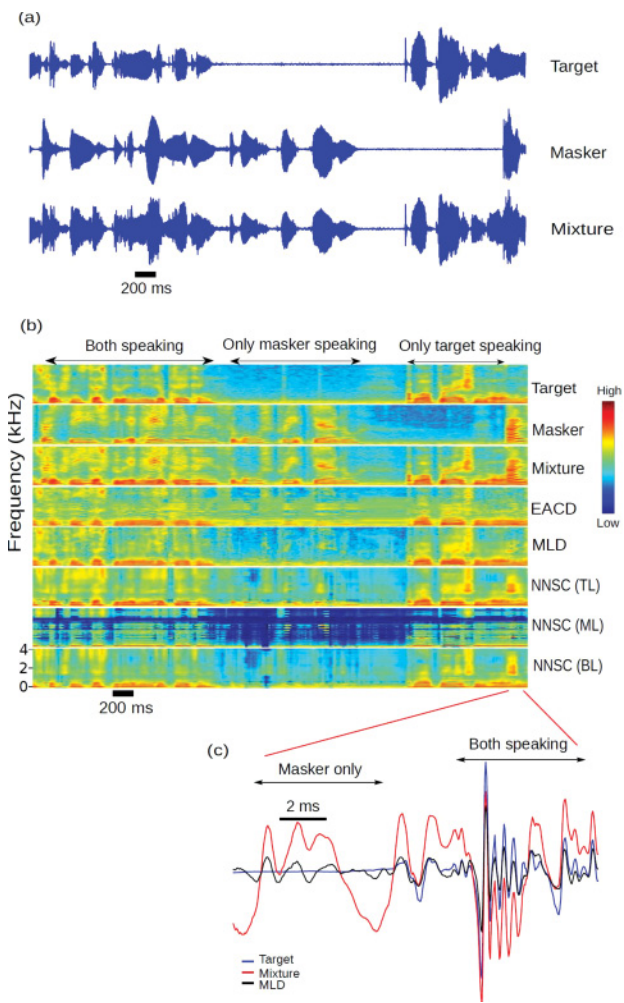 (a)
Target
Masker
Mixture
200 ms
(b)
Both speaking
Only masker speaking
Only target speaking
Frequency (kHz)
Target
Masker
Mixture
EACD
MLD
NNSC (TL)
NNSC (ML)
NNSC (BL)
High
Low
4
2
0
200 ms
(c)
Both speaking
Masker only
2 ms
Target
Mixture
MLD